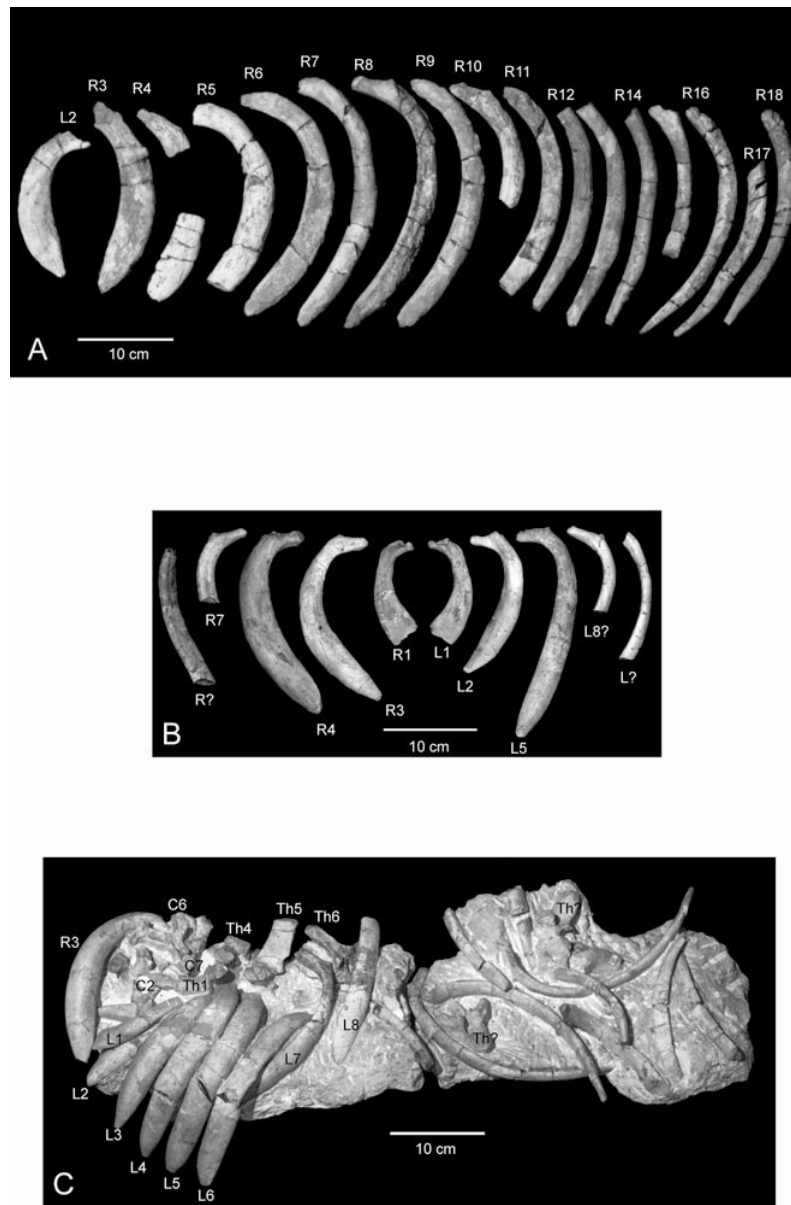 L2 R3 R4 R5 R6 R7 R8 R9 R10 R11 R12 R14 R16 R17 R18
A 10 cm
R? R7 R4 R3 R1 L1 L2 L5 L8? L?
B 10 cm
R3 C6 Th4 Th5 Th6 Th?
C2 C7 Th1
L1 L8 Th?
L2 L7
L3
L4
L5
L6
C 10 cm